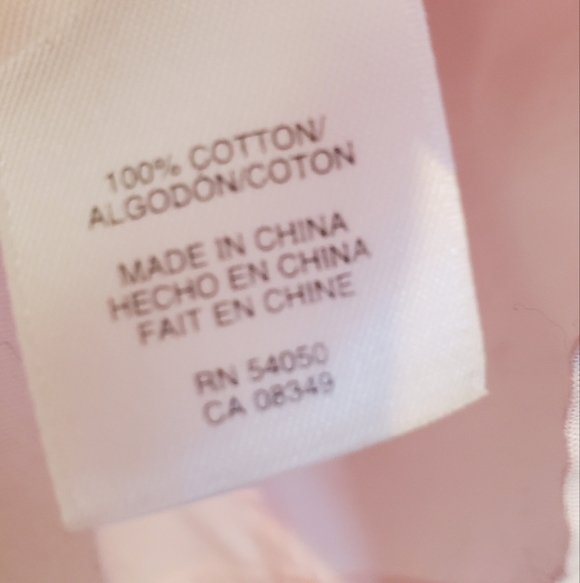 100% COTTON/
ALGODÓN/COTON
MADE IN CHINA
HECHO EN CHINA
FAIT EN CHINE
RN 54050
CA 08349